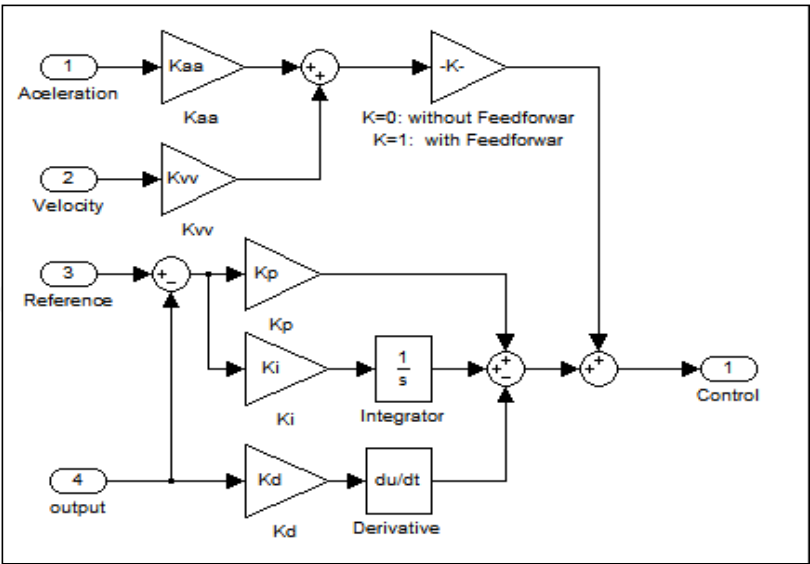 1
Kaa
-K-
Aceleration
Kaa
K=0: without Feedforwar
K=1: with Feedforwar
2
Kvv
Velocity
Kvv
3
Kp
Reference
Kp
Ki
1
s
1
Control
Ki
Integrator
4
Kd
du/dt
output
Kd
Derivative